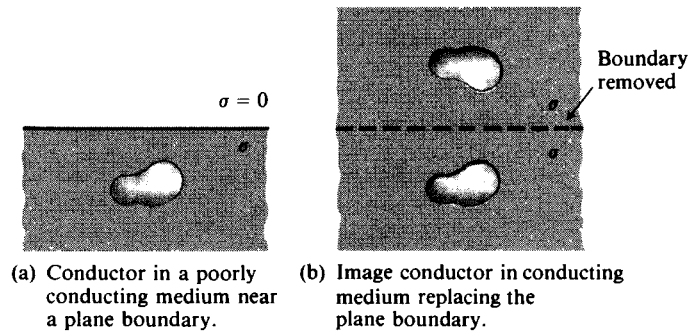 σ = 0
σ
Boundary
removed
σ
σ
(a) Conductor in a poorly
conducting medium near
a plane boundary.
(b) Image conductor in conducting
medium replacing the
plane boundary.